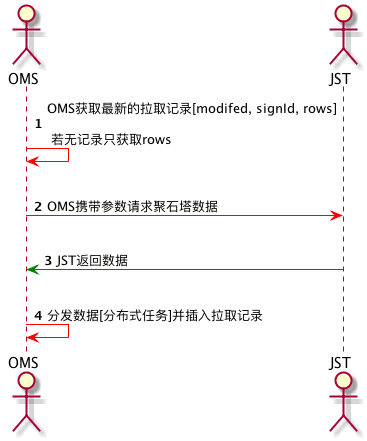 OMS
JST
OMS获取最新的拉取记录[modifed, signId, rows]
1
若无记录只获取rows
2 OMS携带参数请求聚石塔数据
3 JST返回数据
4 分发数据[分布式任务]并插入拉取记录
OMS
JST